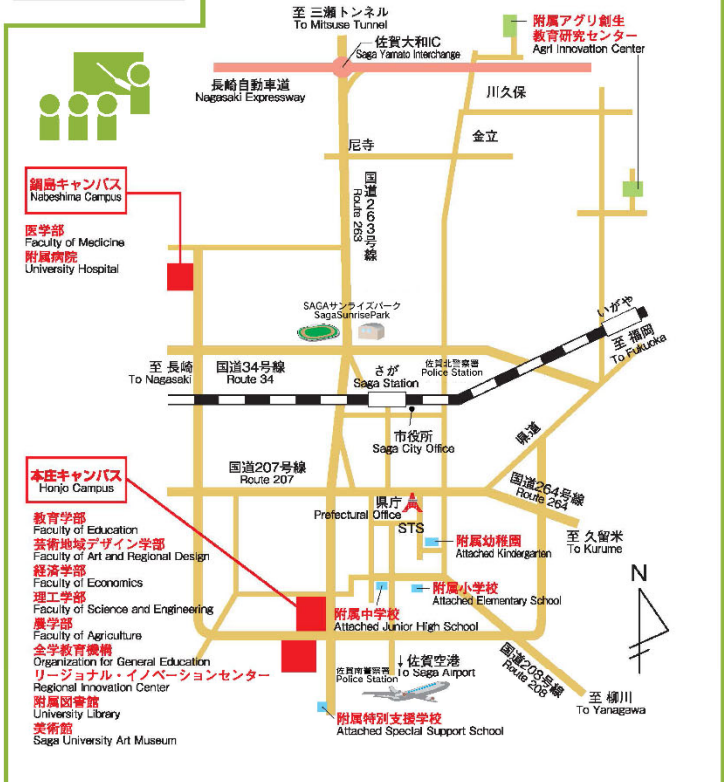 至 三瀬トンネル
To Mitsuse Tunnel
佐賀大和IC
Saga Yamato Interchange
附属アグリ創生
教育研究センター
Agri Innovation Center
長崎自動車道
Nagasaki Expressway
川久保
金立
尼寺
国道263号線
Route 263
鍋島キャンパス
Nabeshima Campus
医学部
Faculty of Medicine
附属病院
University Hospital
SAGAサンライズパーク
SagaSunrisePark
いがや
至 福岡
To Fukuoka
至 長崎
To Nagasaki
国道34号線
Route 34
さが
Saga Station
佐賀北警察署
Police Station
市役所
Saga City Office
県道
本庄キャンパス
Honjo Campus
国道207号線
Route 207
県庁
Prefectural Office
STS
国道264号線
Route 264
至 久留米
To Kurume
教育学部
Faculty of Education
芸術地域デザイン学部
Faculty of Art and Regional Design
経済学部
Faculty of Economics
理工学部
Faculty of Science and Engineering
農学部
Faculty of Agriculture
全学教育機構
Organization for General Education
リージョナル・イノベーションセンター
Regional Innovation Center
附属図書館
University Library
美術館
Saga University Art Museum
附属幼稚園
Attached Kindergarten
附属小学校
Attached Elementary School
附属中学校
Attached Junior High School
N
佐賀南警察署
Police Station
↓佐賀空港
To Saga Airport
国道208号線
Route 208
至 柳川
To Yanagawa
附属特別支援学校
Attached Special Support School